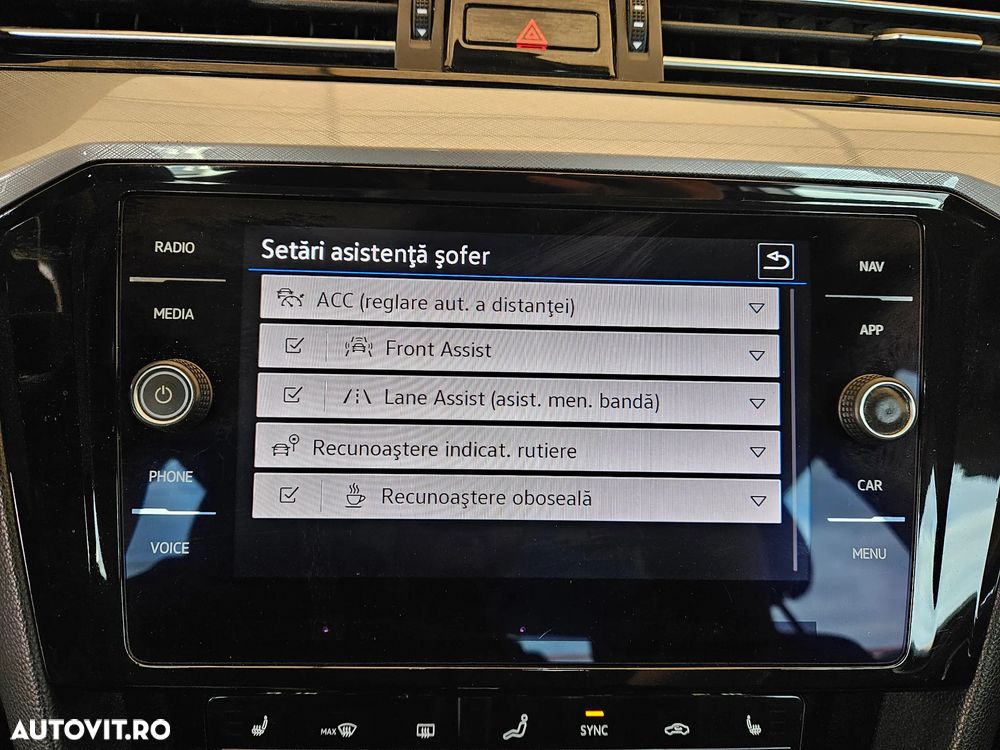 RADIO
MEDIA
PHONE
VOICE
Setări asistenţă şofer
ACC (reglare aut. a distanţei)
Front Assist
Lane Assist (asist. men. bandă)
Recunoaştere indicat. rutiere
Recunoaştere oboseală
NAV
APP
CAR
MENU
MAX
SYNC
AUTOVIT.RO